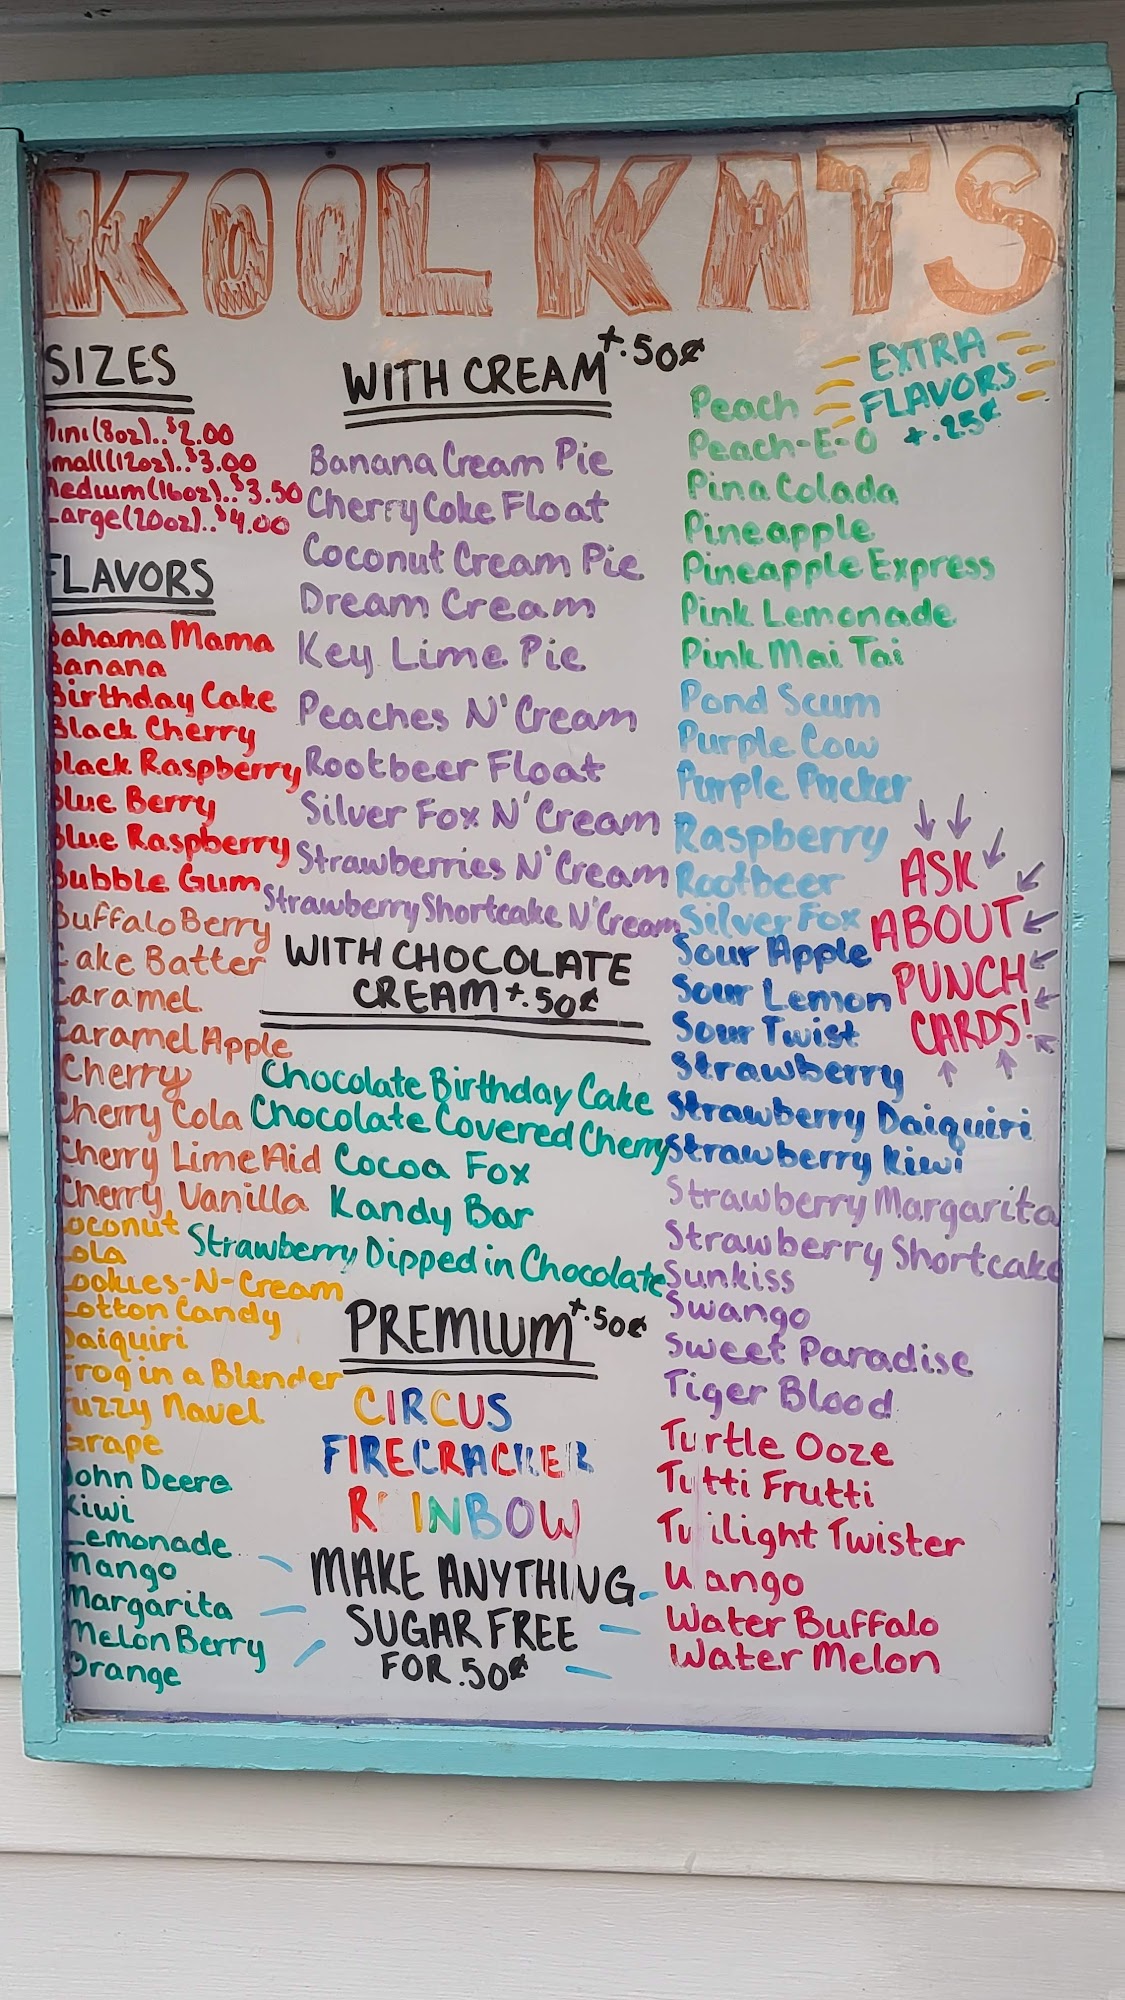 KOOL KATS
SIZES
Mini(8oz)..$2.00
Small(12oz)..$3.00
Medium(16oz)..$3.50
Large(20oz)..$4.00
FLAVORS
Bahama Mama
Banana
Birthday Cake
Black Cherry
Black Raspberry
Blue Berry
Blue Raspberry
Bubble Gum
Buffalo Berry
Cake Batter
Caramel
Caramel Apple
Cherry
Cherry Cola
Cherry LimeAid
Cherry Vanilla
Coconut
Cola
Cookies-N-Cream
Cotton Candy
Daiquiri
Frog in a Blender
Fuzzy Navel
Grape
John Deere
Kiwi
Lemonade
Mango
Margarita
Melon Berry
Orange
WITH CREAM +.50¢
Banana Cream Pie
Cherry Coke Float
Coconut Cream Pie
Dream Cream
Key Lime Pie
Peaches N' Cream
Rootbeer Float
Silver Fox N' Cream
Strawberries N' Cream
Strawberry Shortcake N' Cream
WITH CHOCOLATE
CREAM +.50¢
Chocolate Birthday Cake
Chocolate Covered Cherry
Cocoa Fox
Kandy Bar
Strawberry Dipped in Chocolate
PREMIUM +.50¢
CIRCUS
FIRECRACKER
RAINBOW
MAKE ANYTHING
SUGAR FREE
FOR .50¢
EXTRA
FLAVORS
+.25¢
Peach
Peach-E-O
Pina Colada
Pineapple
Pineapple Express
Pink Lemonade
Pink Mai Tai
Pond Scum
Purple Cow
Purple Pucker
Raspberry
Rootbeer
Silver Fox
Sour Apple
Sour Lemon
Sour Twist
Strawberry
Strawberry Daiquiri
Strawberry Kiwi
Strawberry Margarita
Strawberry Shortcake
Sunkiss
Swango
Sweet Paradise
Tiger Blood
Turtle Ooze
Tutti Frutti
Twilight Twister
Wango
Water Buffalo
Water Melon
ASK
ABOUT
PUNCH
CARDS!